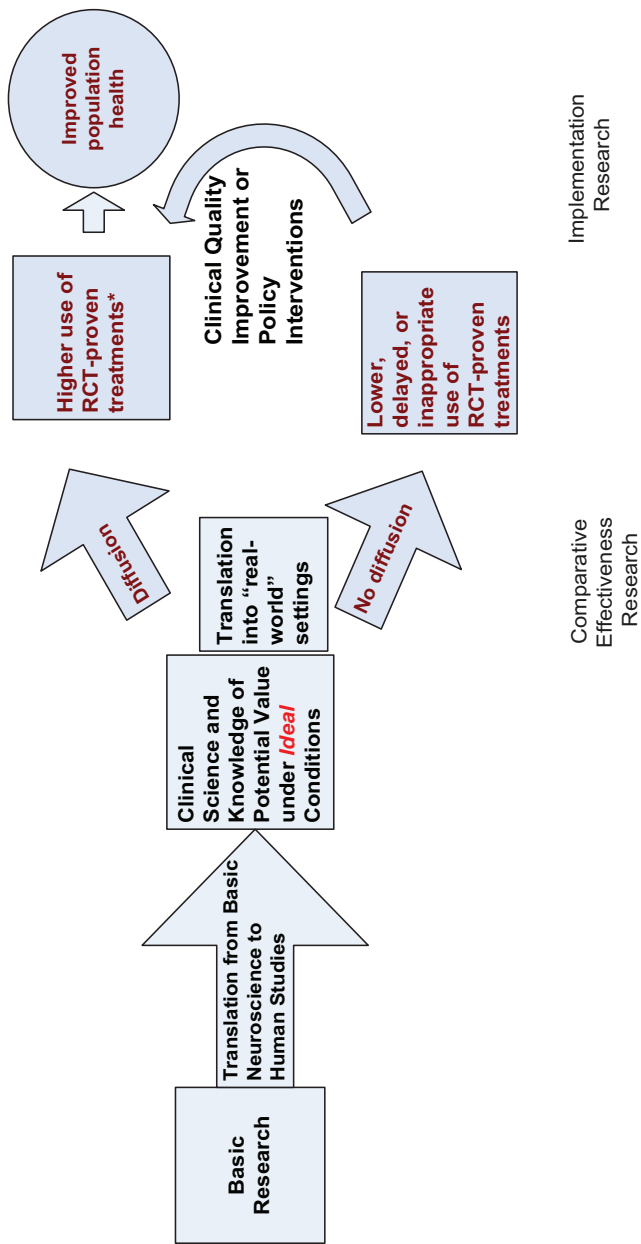 Basic
Research
Translation from Basic
Neuroscience to
Human Studies
Clinical
Science and
Knowledge of
Potential Value
under Ideal
Conditions
Translation
into “real-
world”
settings
Diffusion
No diffusion
Higher use of
RCT-proven
treatments*
Improved
population
health
Clinical Quality
Improvement or
Policy
Interventions
Lower,
delayed, or
inappropriate
use of
RCT-proven
treatments
Comparative
Effectiveness
Research
Implementation
Research